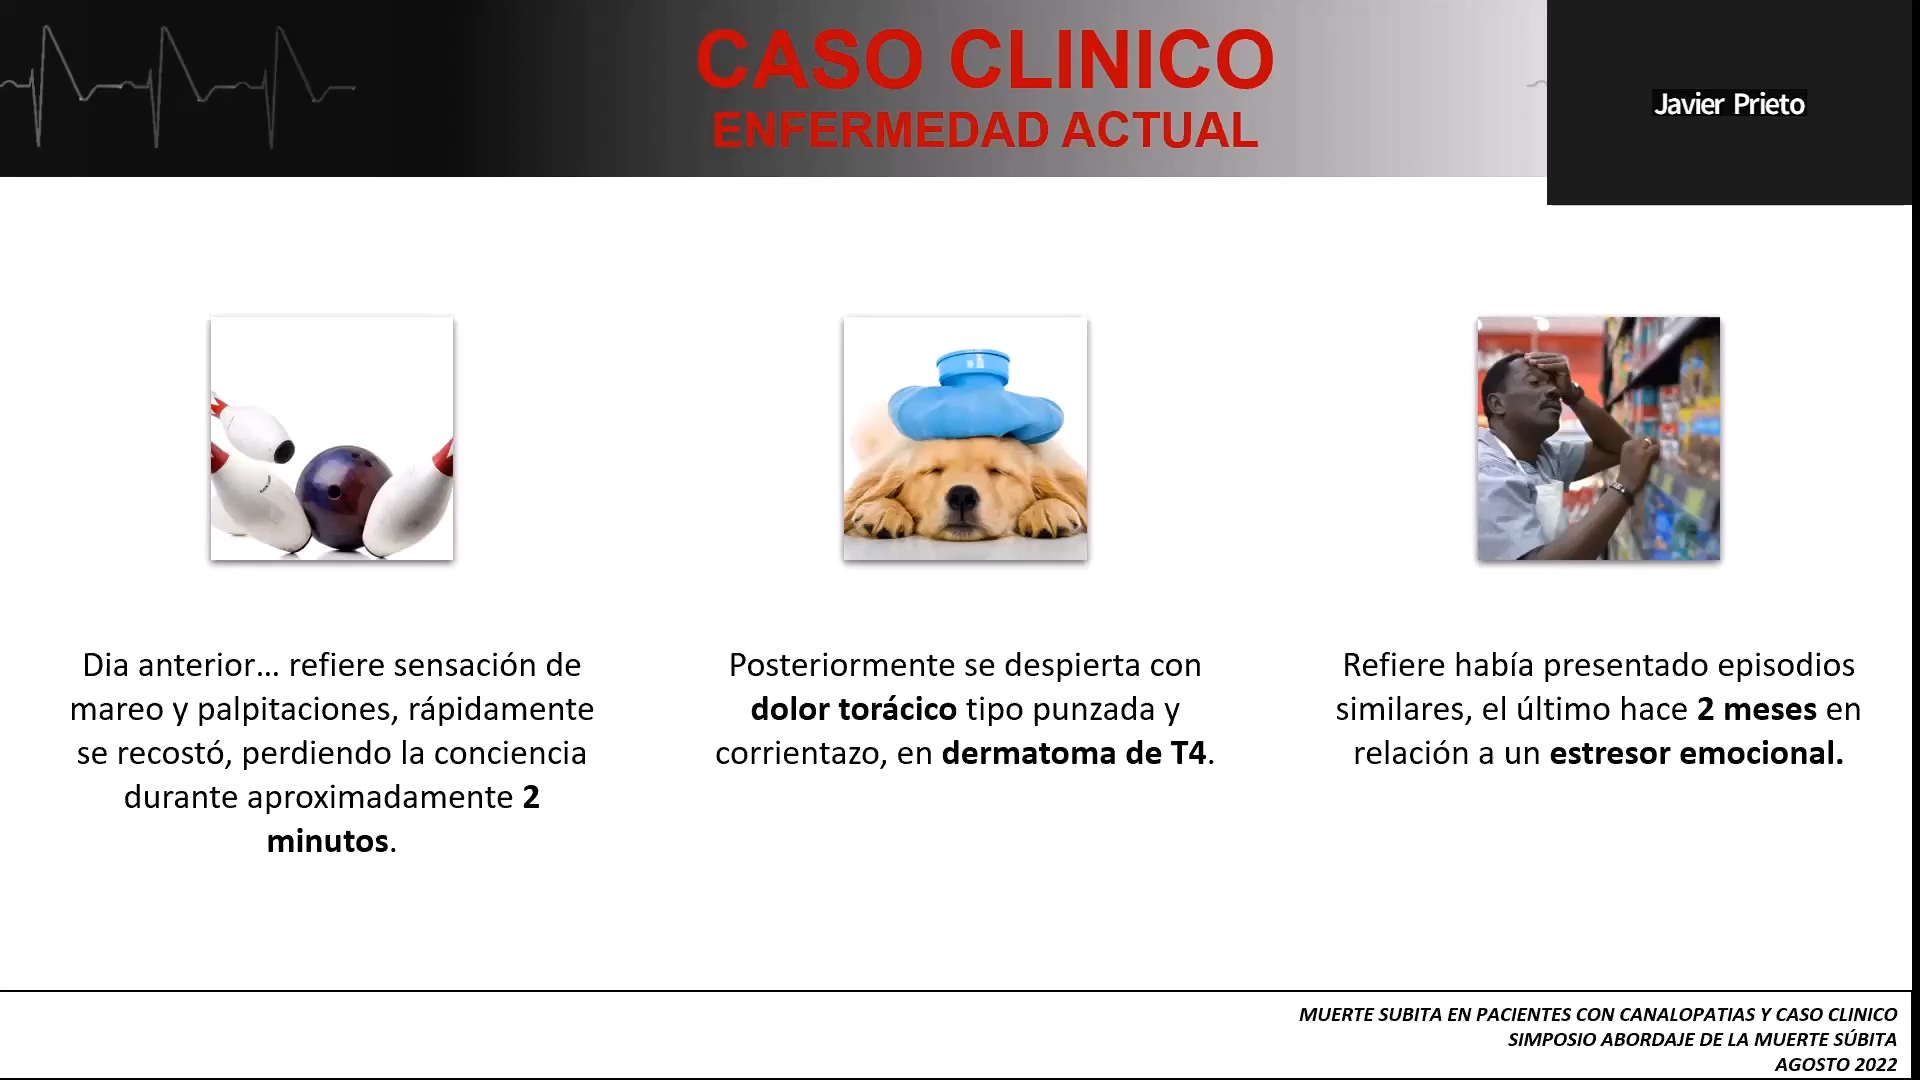 CASO CLINICO
ENFERMEDAD ACTUAL
Javier Prieto
Dia anterior... refiere sensación de
mareo y palpitaciones, rápidamente
se recostó, perdiendo la conciencia
durante aproximadamente 2
minutos.
Posteriormente se despierta con
dolor torácico tipo punzada y
corrientazo, en dermatoma de T4.
Refiere había presentado episodios
similares, el último hace 2 meses en
relación a un estresor emocional.
MUERTE SUBITA EN PACIENTES CON CANALOPATIAS Y CASO CLINICO
SIMPOSIO ABORDAJE DE LA MUERTE SÚBITA
AGOSTO 2022